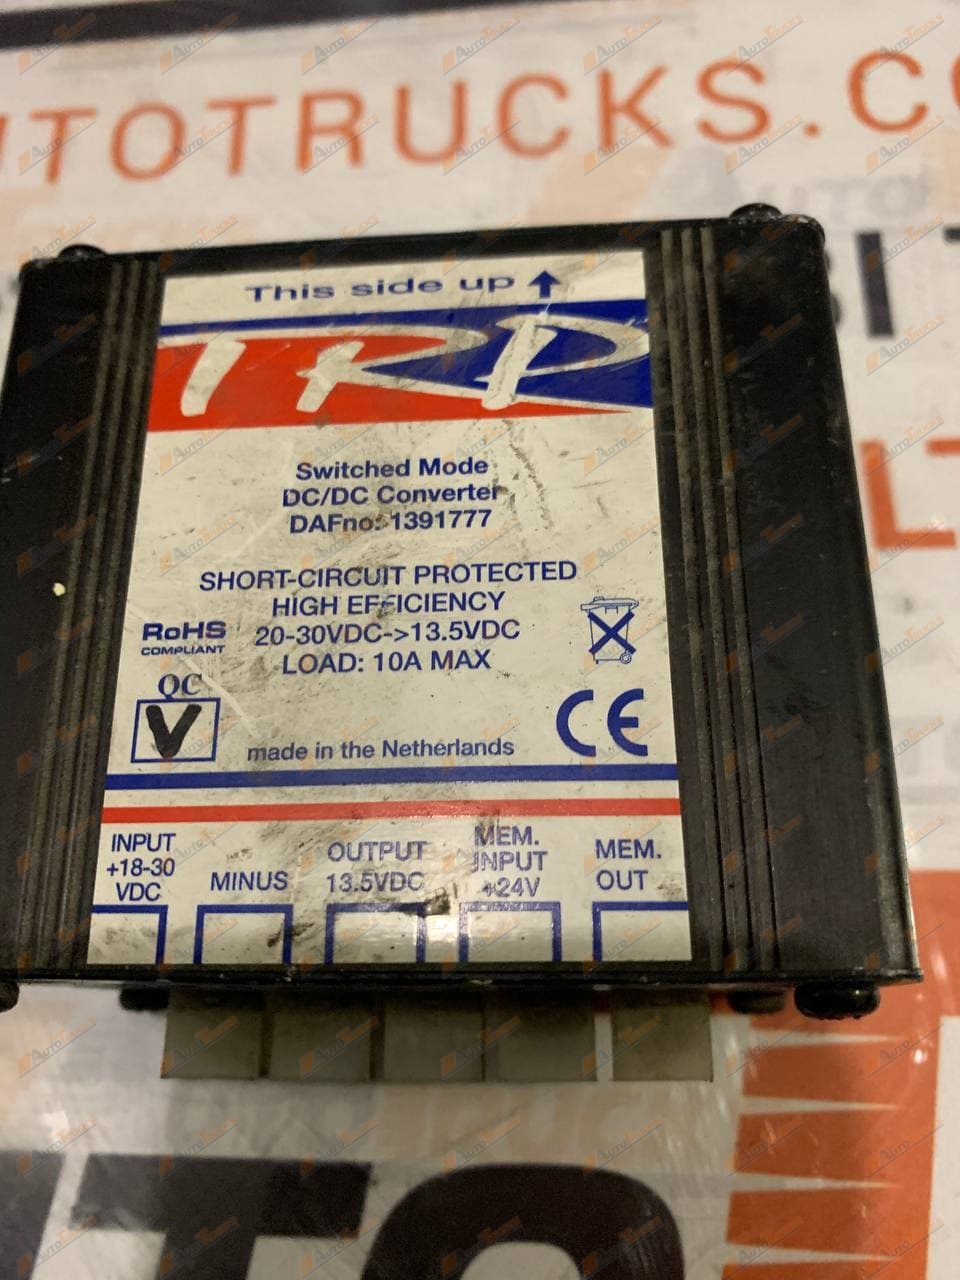 UTOTRUCKS.CO
This side up
TRP
Switched Mode
DC/DC Converter
DAFno: 1391777
SHORT-CIRCUIT PROTECTED
HIGH EFFICIENCY
20-30VDC->13.5VDC
LOAD: 10A MAX
RoHS
COMPLIANT
QC
V
made in the Netherlands
CE
INPUT
+18-30
VDC
MINUS
OUTPUT
13.5VDC
MEM.
INPUT
+24V
MEM.
OUT
AUTOTRUCKS